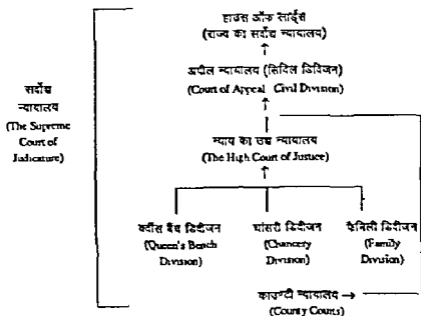 हाउस ऑफ लार्ड्स
(राज्य का सर्वोच्च न्यायालय)
↑
अपील न्यायालय (सिविल डिविजन)
(Court of Appeal Civil Division)
↑
सर्वोच्च
न्यायालय
(The Supreme
Court of
Judicature)
न्याय का उच्च न्यायालय
(The High Court of Justice)
↑
क्वींस बैंच डिवीजन
(Queen's Bench
Division)
चांसरी डिवीजन
(Chancery
Division)
फैमिली डिवीजन
(Family
Division)
काउण्टी न्यायालय →
(County Courts)